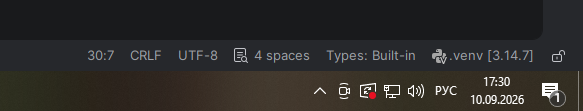 30:7 CRLF UTF-8 4 spaces Types: Built-in .venv [3.14.7]
РУС 17:30
10.09.2026
1